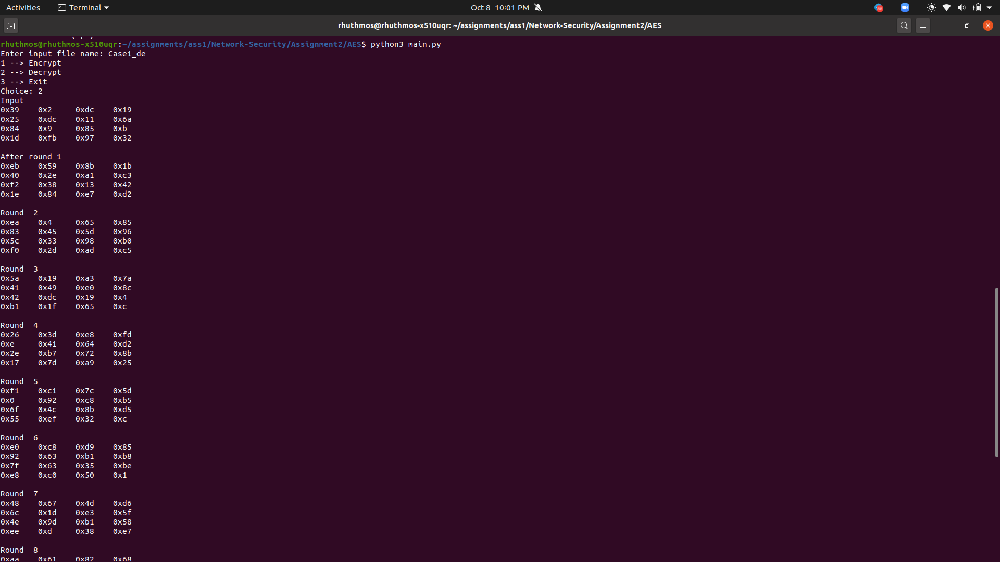 Activities Terminal Oct 8 10:01 PM
rhuthmos@rhuthmos-x510uqr: ~/assignments/ass1/Network-Security/Assignment2/AES
rhuthmos@rhuthmos-x510uqr:~/assignments/ass1/Network-Security/Assignment2/AES$ python3 main.py
Enter input file name: Case1_de
1 --> Encrypt
2 --> Decrypt
3 --> Exit
Choice: 2
Input
0x39 0x2 0xdc 0x19
0x25 0xdc 0x11 0x6a
0x84 0x9 0x85 0xb
0x1d 0xfb 0x97 0x32
After round 1
0xeb 0x59 0x8b 0x1b
0x40 0x2e 0xa1 0xc3
0xf2 0x38 0x13 0x42
0x1e 0x84 0xe7 0xd2
Round 2
0xea 0x4 0x65 0x85
0x83 0x45 0x5d 0x96
0x5c 0x33 0x98 0xb0
0xf0 0x2d 0xad 0xc5
Round 3
0x5a 0x19 0xa3 0x7a
0x41 0x49 0xe0 0x8c
0x42 0xdc 0x19 0x4
0xb1 0x1f 0x65 0xc
Round 4
0x26 0x3d 0xe8 0xfd
0xe 0x41 0x64 0xd2
0x2e 0xb7 0x72 0x8b
0x17 0x7d 0xa9 0x25
Round 5
0xf1 0xc1 0x7c 0x5d
0x0 0x92 0xc8 0xb5
0x6f 0x4c 0x8b 0xd5
0x55 0xef 0x32 0xc
Round 6
0xe0 0xc8 0xd9 0x85
0x92 0x63 0xb1 0xb8
0x7f 0x63 0x35 0xbe
0xe8 0xc0 0x50 0x1
Round 7
0x48 0x67 0x4d 0xd6
0x6c 0x1d 0xe3 0x5f
0x4e 0x9d 0xb1 0x58
0xee 0xd 0x38 0xe7
Round 8
0xaa 0x61 0x82 0x68